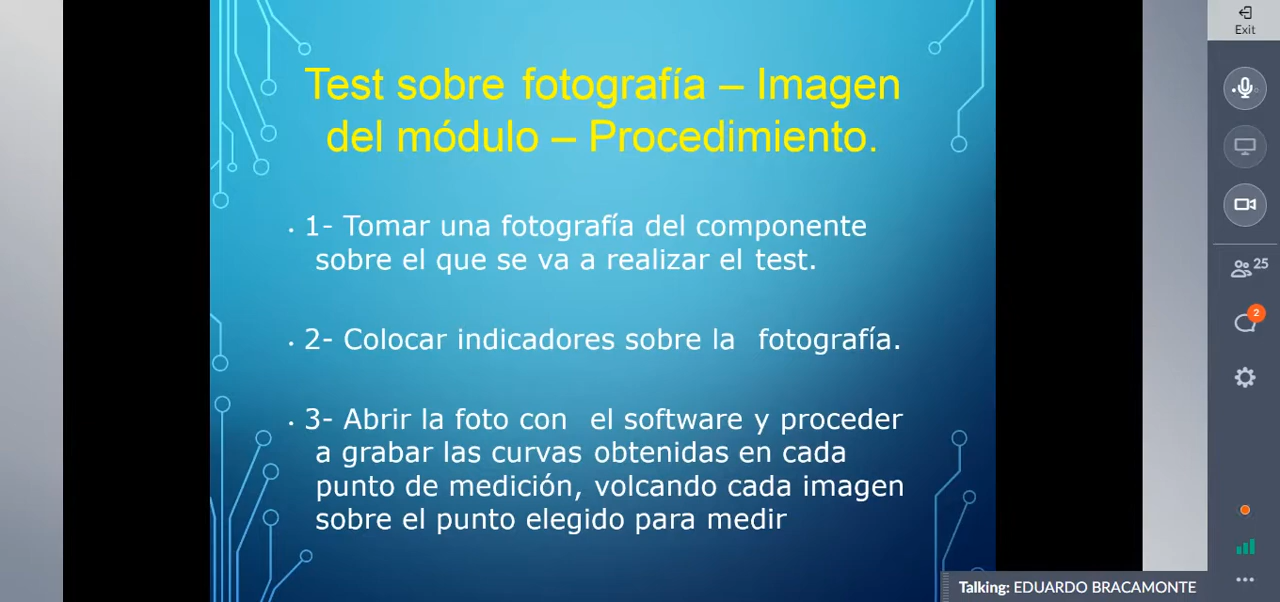 Test sobre fotografía – Imagen
del módulo – Procedimiento.
• 1- Tomar una fotografía del componente
sobre el que se va a realizar el test.
• 2- Colocar indicadores sobre la fotografía.
• 3- Abrir la foto con el software y proceder
a grabar las curvas obtenidas en cada
punto de medición, volcando cada imagen
sobre el punto elegido para medir
Exit
25
2
Talking: EDUARDO BRACAMONTE